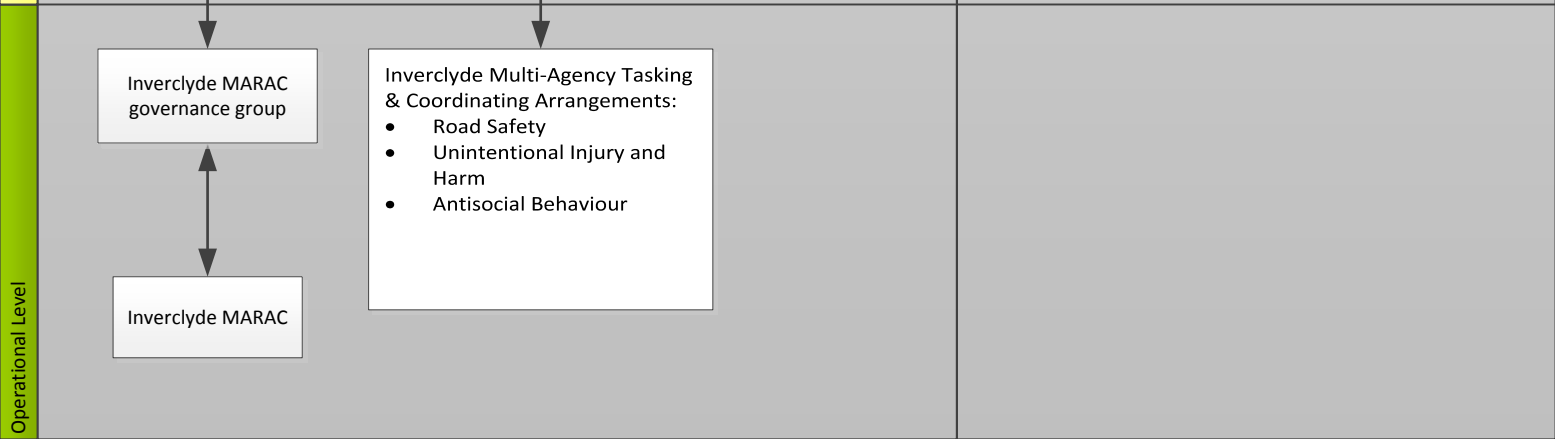 Inverclyde MARAC
governance group
Inverclyde Multi-Agency Tasking
& Coordinating Arrangements:
• Road Safety
• Unintentional Injury and
Harm
• Antisocial Behaviour
Inverclyde MARAC
Operational Level